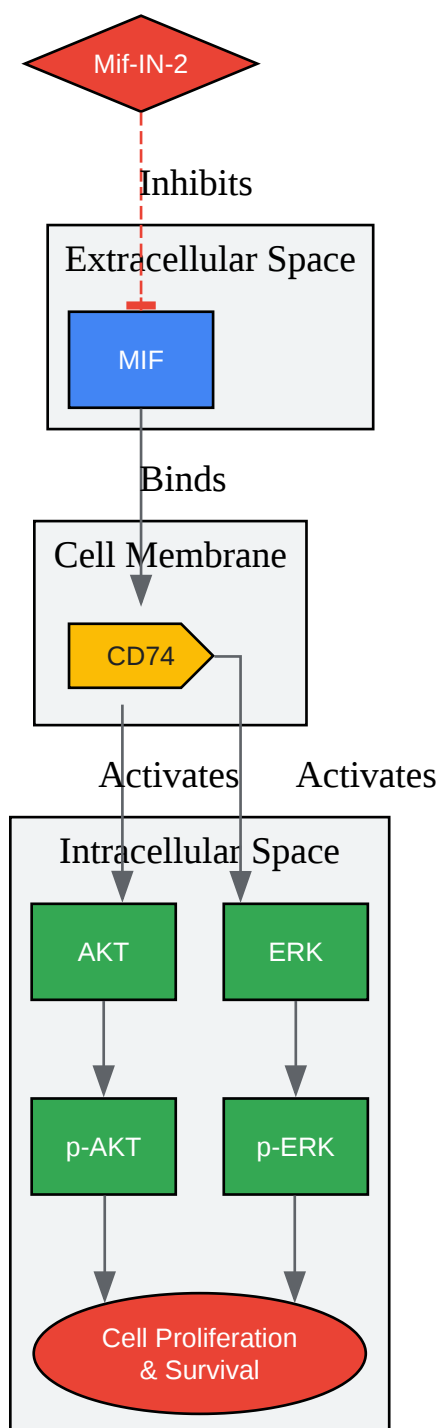 Mif-IN-2
Inhibits
Extracellular Space
MIF
Binds
Cell Membrane
CD74
Activates
Activates
Intracellular Space
AKT
ERK
p-AKT
p-ERK
Cell Proliferation
& Survival